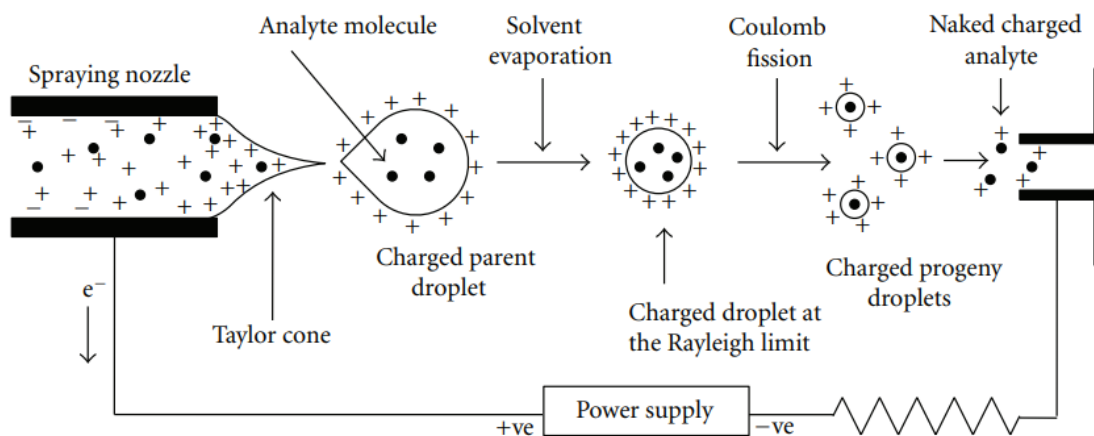 Analyte molecule
Solvent
evaporation
Coulomb
fission
Naked charged
analyte
Spraying nozzle
Charged parent
droplet
Charged progeny
droplets
e⁻
Taylor cone
Charged droplet at
the Rayleigh limit
+ve
Power supply
−ve